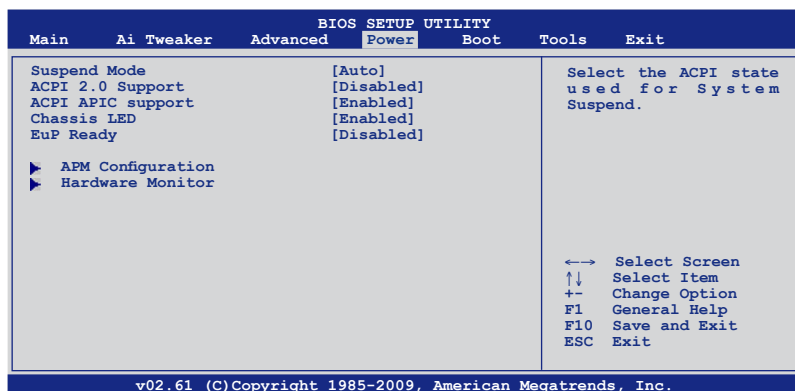 BIOS SETUP UTILITY
Main Ai Tweaker Advanced Power Boot Tools Exit
Suspend Mode [Auto]
ACPI 2.0 Support [Disabled]
ACPI APIC support [Enabled]
Chassis LED [Enabled]
EuP Ready [Disabled]
APM Configuration
Hardware Monitor
Select the ACPI state
used for System
Suspend.
←→ Select Screen
↑↓ Select Item
+- Change Option
F1 General Help
F10 Save and Exit
ESC Exit
v02.61 (C)Copyright 1985-2009, American Megatrends, Inc.